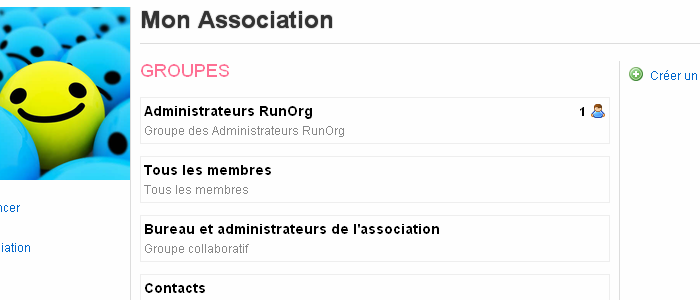 Mon Association
GROUPES
Créer un
Administrateurs RunOrg 1
Groupe des Administrateurs RunOrg
Tous les membres
Tous les membres
ncer
Bureau et administrateurs de l'association
Groupe collaboratif
iation
Contacts